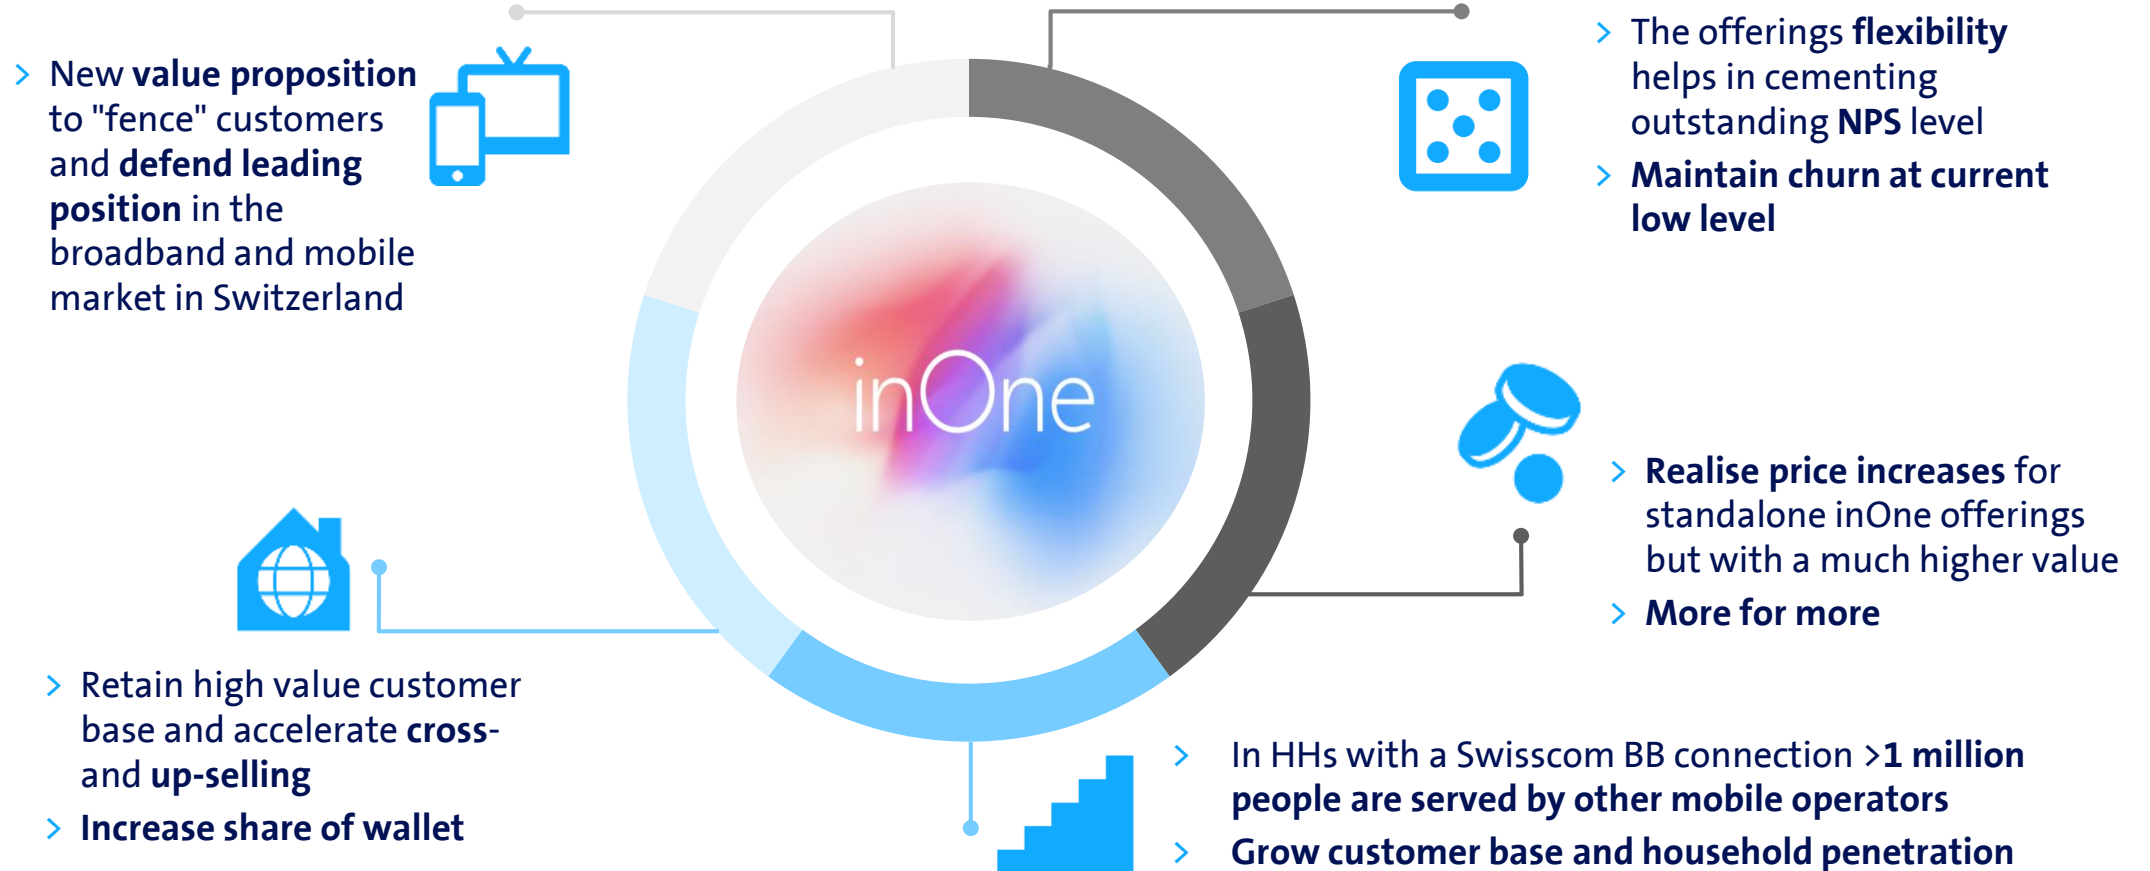 > New value proposition
to "fence" customers
and defend leading
position in the
broadband and mobile
market in Switzerland
> The offerings flexibility
helps in cementing
outstanding NPS level
> Maintain churn at current
low level
inOne
> Realise price increases for
standalone inOne offerings
but with a much higher value
> More for more
> Retain high value customer
base and accelerate cross-
and up-selling
> Increase share of wallet
> In HHs with a Swisscom BB connection >1 million
people are served by other mobile operators
> Grow customer base and household penetration